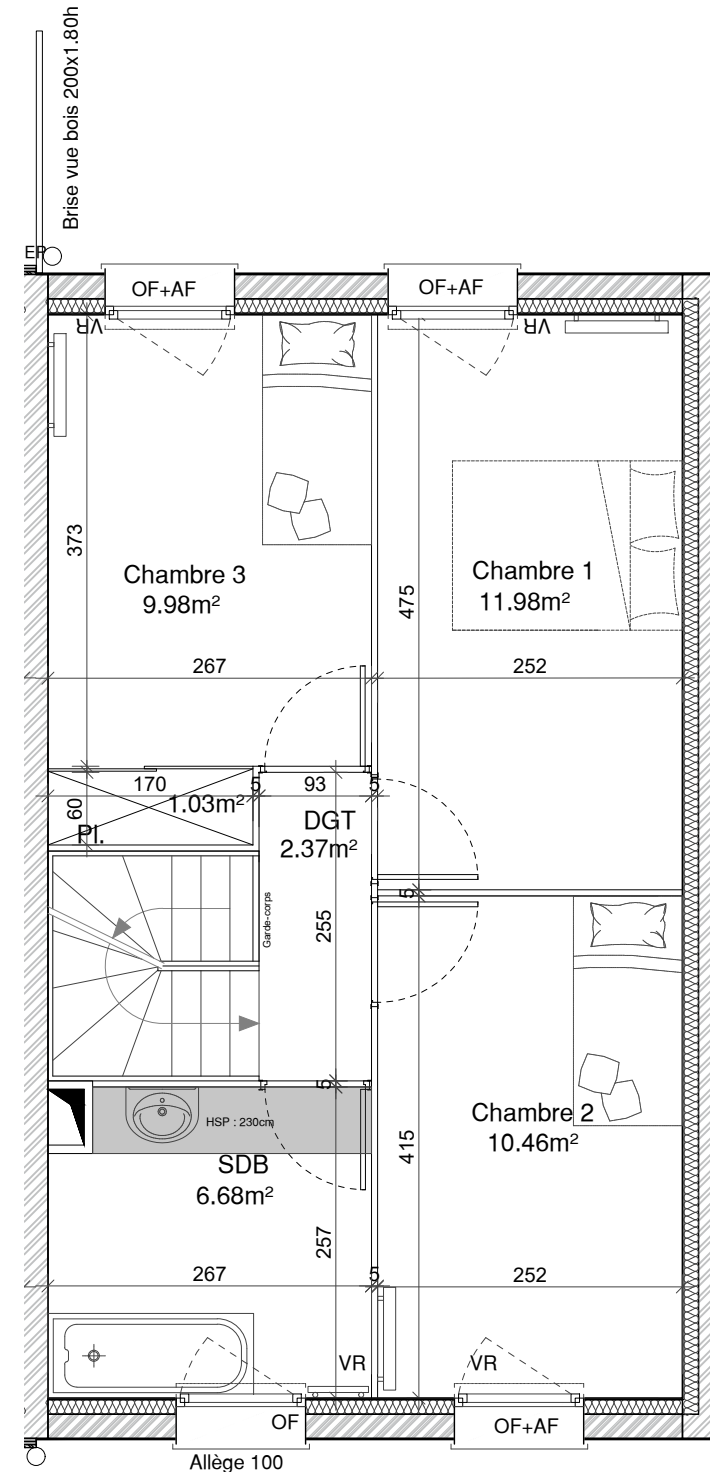 Brise vue bois 200x1.80h
EP
OF+AF
OF+AF
VR
VR
373
Chambre 3
9.98m²
475
Chambre 1
11.98m²
267
252
170
5
93
5
60
1.03m²
Pl.
DGT
2.37m²
5
Garde-corps
255
5
HSP : 230cm
Chambre 2
10.46m²
415
SDB
6.68m²
257
267
5
252
VR
VR
OF
OF+AF
Allège 100